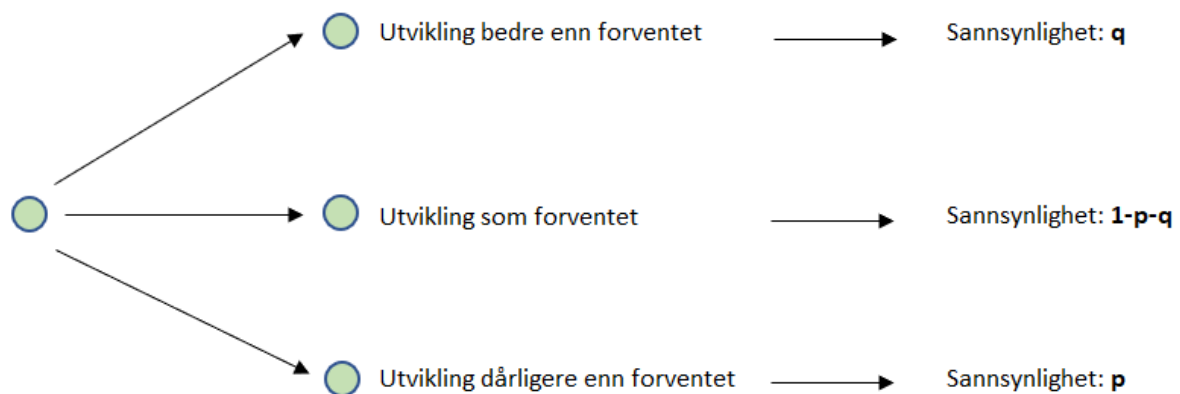 Utvikling bedre enn forventet Sannsynlighet: q
Utvikling som forventet Sannsynlighet: 1-p-q
Utvikling dårligere enn forventet Sannsynlighet: p